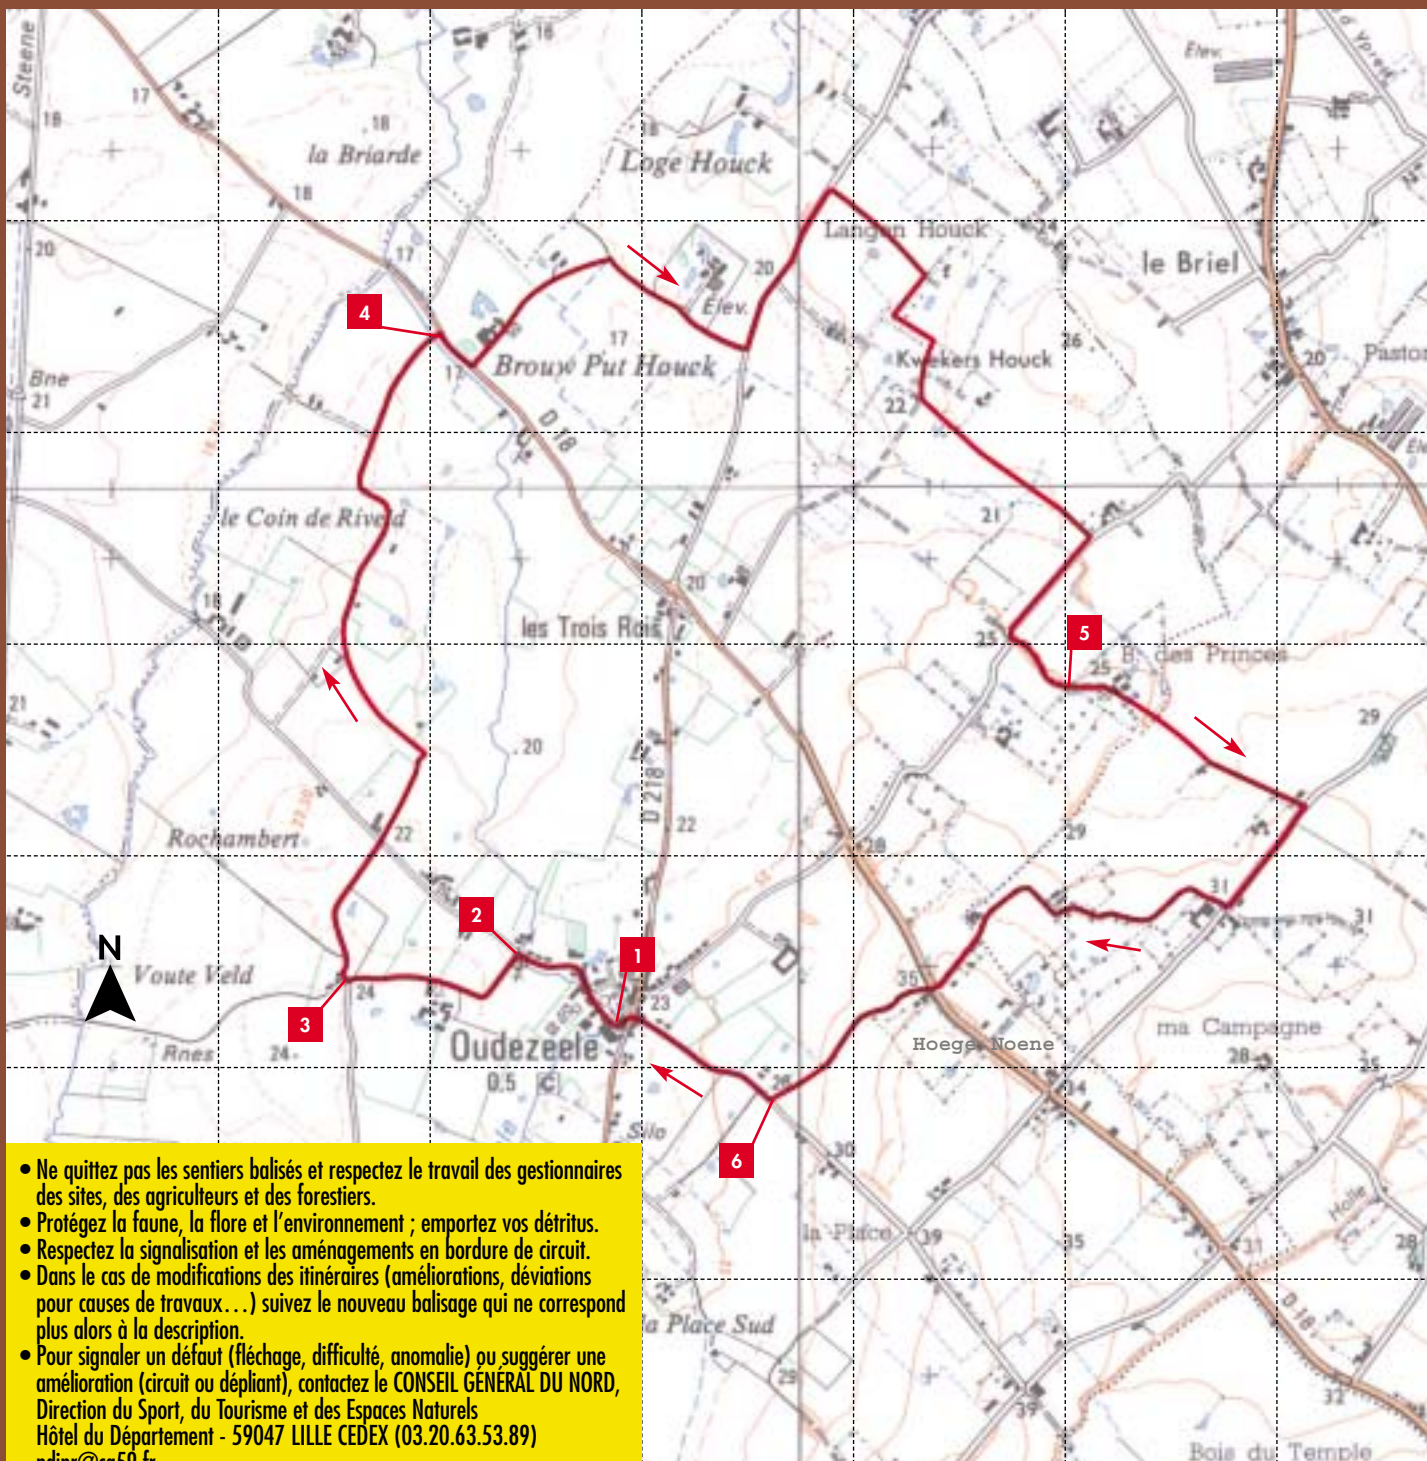 Steene
18
17
16
Elev.
d'Ypres
18
la Briarde
18
18
Loge Houck
20
17
Langen Houck
24
le Briel
20
4
Elev.
17
Bne
21
17
Brouw Put Houck
Kwekers Houck
26
20
22
D 18
le Coin de Riveld
21
18
20
les Trois Rois
25
5
B. des Princes
25
21
20
29
D 218
22
Rochambert
22
29
28
2
31
31
1
N
Voute Veld
35
24
23
3
Oudezeele
0.5 C
Rnes
24
Hoege Noene
ma Campagne
28
35
26
34
Silo
6
30
la Place
39
35
Holle
31
28
la Place Sud
D 18
29
39
32
Bois du Temple
• Ne quittez pas les sentiers balisés et respectez le travail des gestionnaires
des sites, des agriculteurs et des forestiers.
• Protégez la faune, la flore et l'environnement ; emportez vos détritus.
• Respectez la signalisation et les aménagements en bordure de circuit.
• Dans le cas de modifications des itinéraires (améliorations, déviations
pour causes de travaux...) suivez le nouveau balisage qui ne correspond
plus alors à la description.
• Pour signaler un défaut (fléchage, difficulté, anomalie) ou suggérer une
amélioration (circuit ou dépliant), contactez le CONSEIL GÉNÉRAL DU NORD,
Direction du Sport, du Tourisme et des Espaces Naturels
Hôtel du Département - 59047 LILLE CEDEX (03.20.63.53.89)